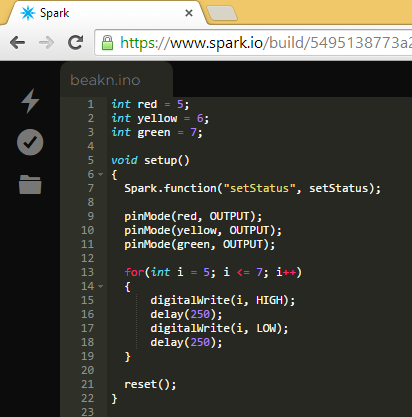 Spark
https://www.spark.io/build/5495138773a2
beakn.ino
1 int red = 5;
2 int yellow = 6;
3 int green = 7;
4
5 void setup()
6 {
7 Spark.function("setStatus", setStatus);
8
9 pinMode(red, OUTPUT);
10 pinMode(yellow, OUTPUT);
11 pinMode(green, OUTPUT);
12
13 for(int i = 5; i <= 7; i++)
14 {
15 digitalWrite(i, HIGH);
16 delay(250);
17 digitalWrite(i, LOW);
18 delay(250);
19 }
20
21 reset();
22 }
23